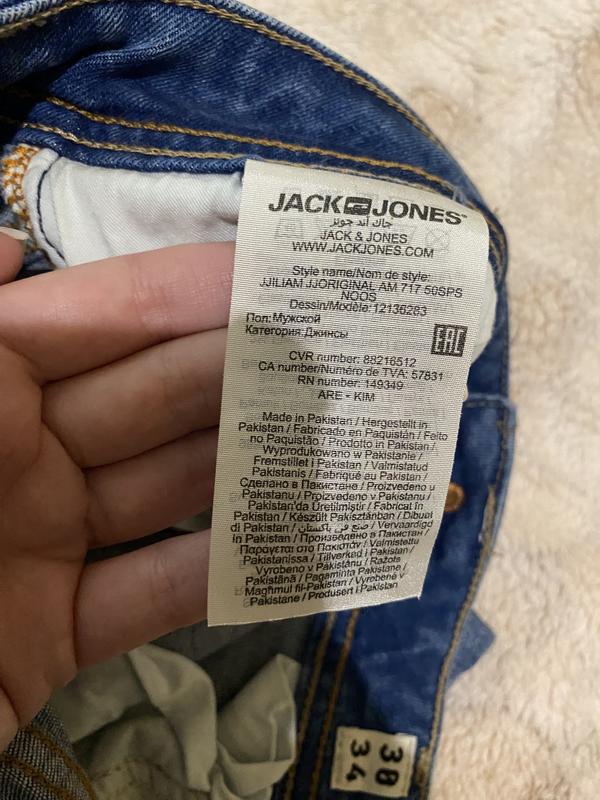 JACK & JONES
جاك آند جونز
JACK & JONES
WWW.JACKJONES.COM
Style name/Nom de style:
JJILIAM JJORIGINAL AM 717 50SPS
NOOS
Dessin/Modèle:12136283
Пол:Мужской
Категория:Джинсы
EAC
CVR number: 88216512
CA number/Numéro de TVA: 57831
RN number: 149349
ARE - KIM
Made in Pakistan / Hergestellt in
Pakistan / Fabricado en Paquistán / Feito
no Paquistão / Prodotto in Pakistan /
Wyprodukowano w Pakistanie /
Fremstillet i Pakistan / Valmistatud
Pakistanis / Fabriqué au Pakistan /
Сделано в Пакистане / Proizvedeno u
Pakistanu / Proizvedeno v Pakistanu /
Pakistan'da Üretilmiştir / Fabricat în
Pakistan / Készült Pakisztánban / Dibuat
di Pakistan / صنع في باكستان / Vervaardigd
in Pakistan / Произведено в Пакистан /
Παράγεται στο Πακιστάν / Valmistettu
Pakistanissa / Tillverkad i Pakistan /
Vyrobeno v Pákistánu / Ražots
Pakistānā / Pagaminta Pakistane /
Magħmul fil-Pakistan / Vyrobené v
Pakistane / Produsert i Pakistan /
38
34